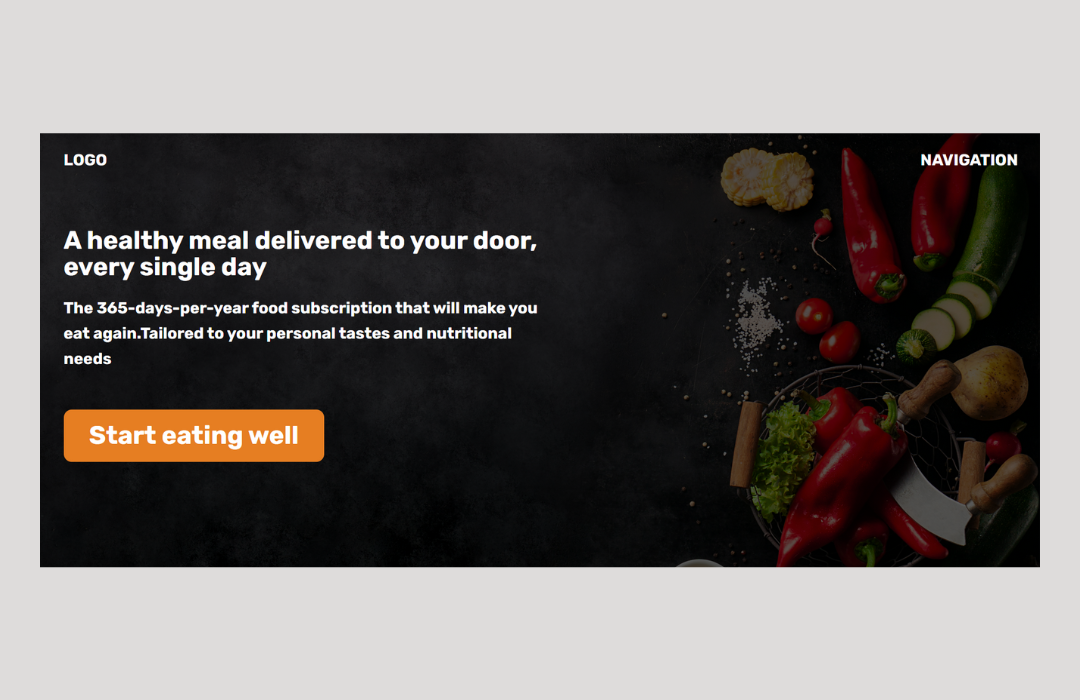 LOGO
NAVIGATION
A healthy meal delivered to your door,
every single day
The 365-days-per-year food subscription that will make you
eat again.Tailored to your personal tastes and nutritional
needs
Start eating well